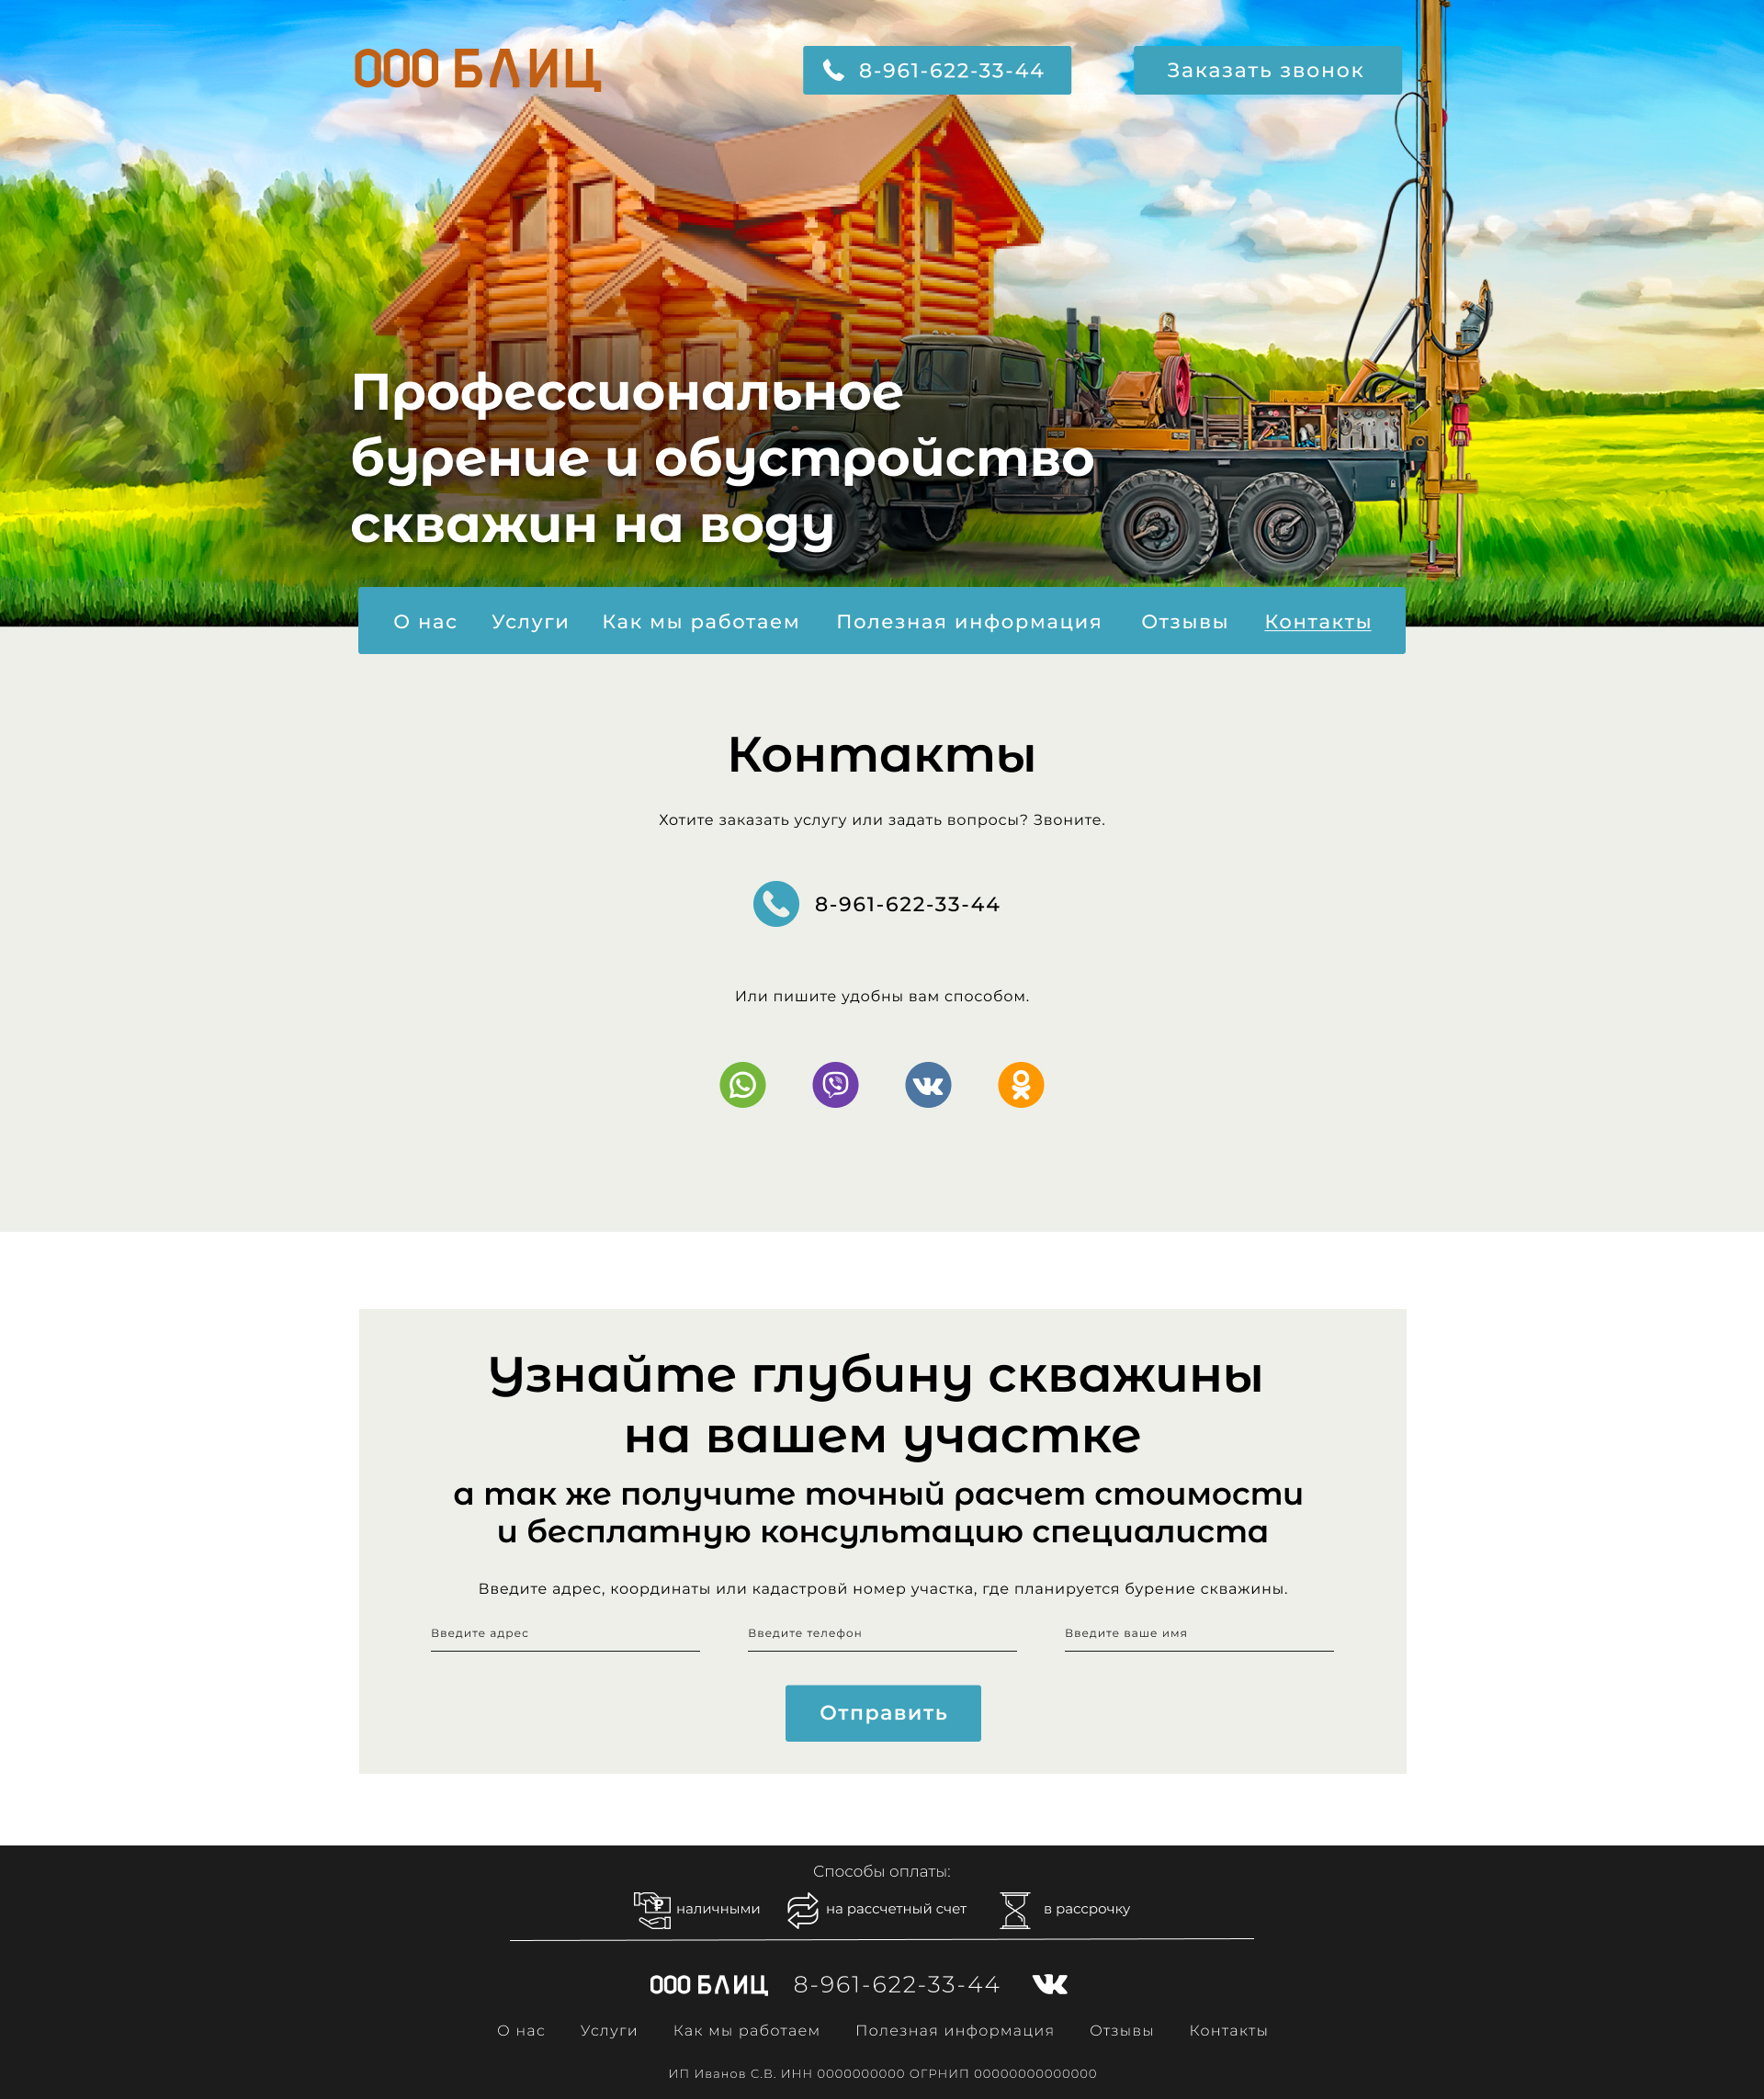 ООО БЛИЦ
8-961-622-33-44
Заказать звонок
Профессиональное
бурение и обустройство
скважин на воду
О нас Услуги Как мы работаем Полезная информация Отзывы Контакты
Контакты
Хотите заказать услугу или задать вопросы? Звоните.
8-961-622-33-44
Или пишите удобны вам способом.
Узнайте глубину скважины
на вашем участке
а так же получите точный расчет стоимости
и бесплатную консультацию специалиста
Введите адрес, координаты или кадастровй номер участка, где планируется бурение скважины.
Введите адрес Введите телефон Введите ваше имя
Отправить
Способы оплаты:
наличными на рассчетный счет в рассрочку
ООО БЛИЦ 8-961-622-33-44
О нас Услуги Как мы работаем Полезная информация Отзывы Контакты
ИП Иванов С.В. ИНН 0000000000 ОГРНИП 00000000000000